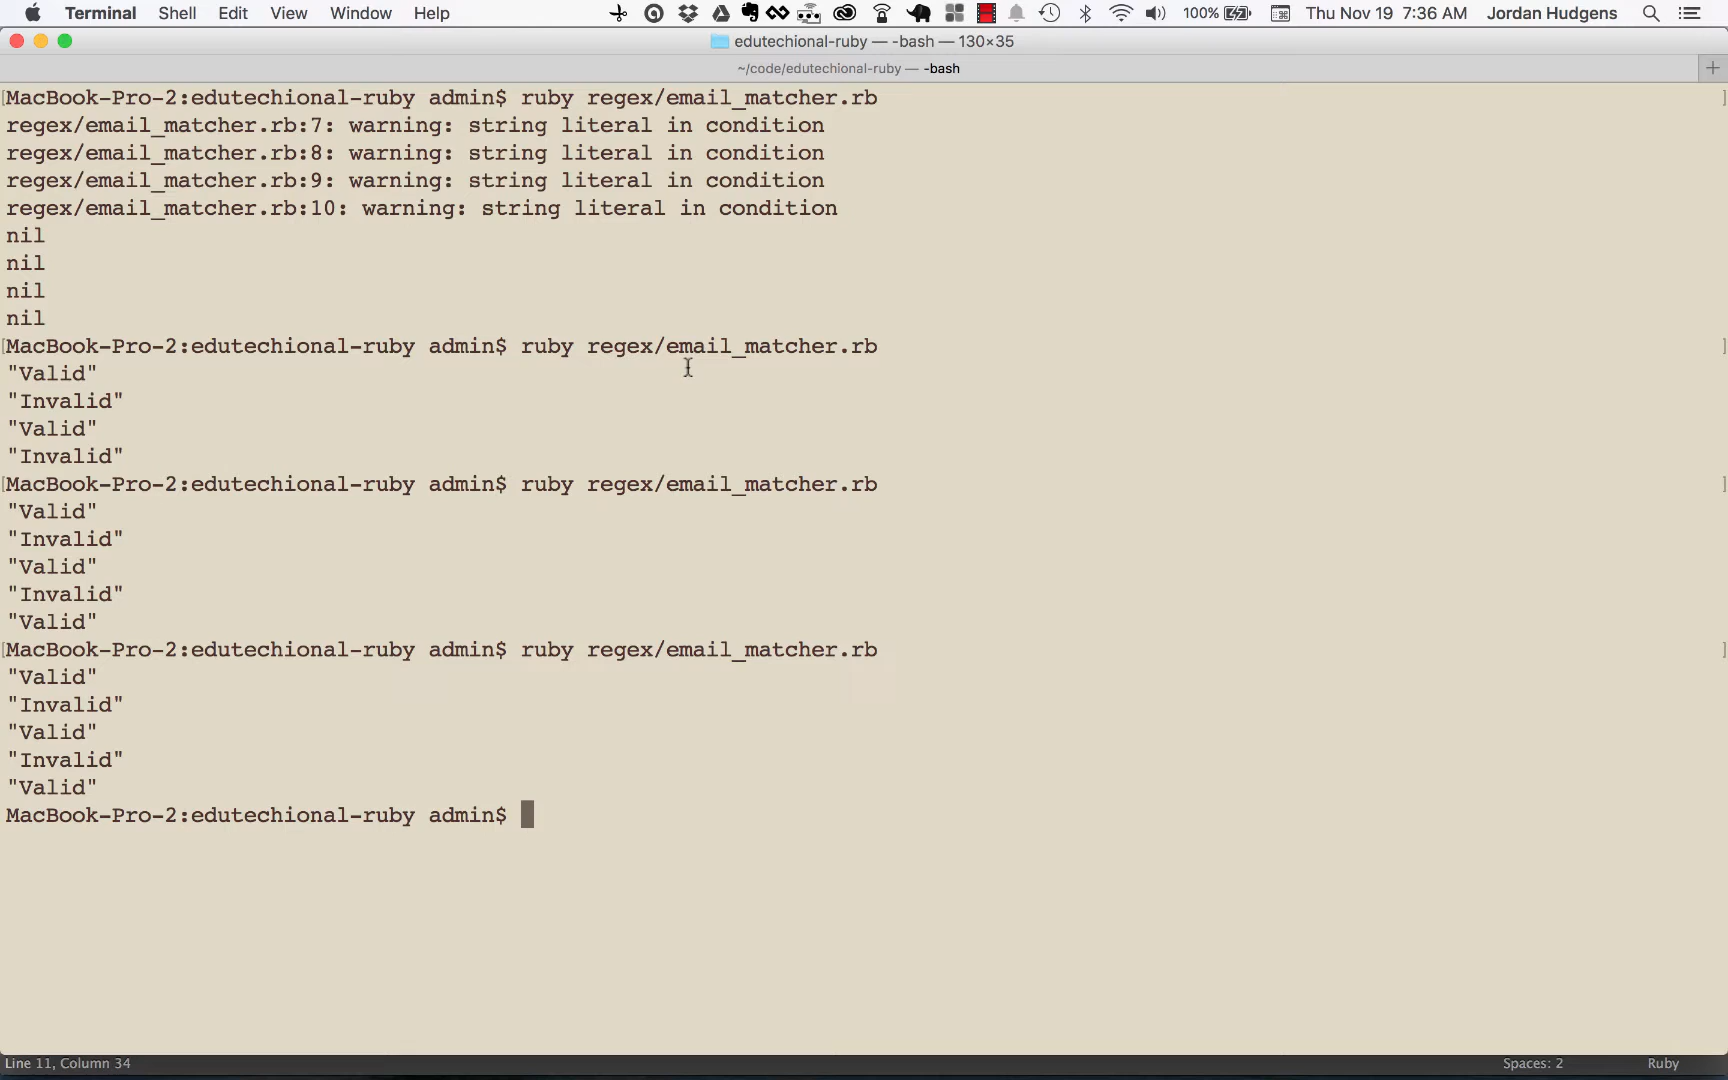 Terminal Shell Edit View Window Help 100% Thu Nov 19 7:36 AM Jordan Hudgens
edutechional-ruby — -bash — 130×35
~/code/edutechional-ruby — -bash
[MacBook-Pro-2:edutechional-ruby admin$ ruby regex/email_matcher.rb ]
regex/email_matcher.rb:7: warning: string literal in condition
regex/email_matcher.rb:8: warning: string literal in condition
regex/email_matcher.rb:9: warning: string literal in condition
regex/email_matcher.rb:10: warning: string literal in condition
nil
nil
nil
nil
[MacBook-Pro-2:edutechional-ruby admin$ ruby regex/email_matcher.rb ]
"Valid"
"Invalid"
"Valid"
"Invalid"
[MacBook-Pro-2:edutechional-ruby admin$ ruby regex/email_matcher.rb ]
"Valid"
"Invalid"
"Valid"
"Invalid"
"Valid"
[MacBook-Pro-2:edutechional-ruby admin$ ruby regex/email_matcher.rb ]
"Valid"
"Invalid"
"Valid"
"Invalid"
"Valid"
MacBook-Pro-2:edutechional-ruby admin$
Line 11, Column 34 Spaces: 2 Ruby